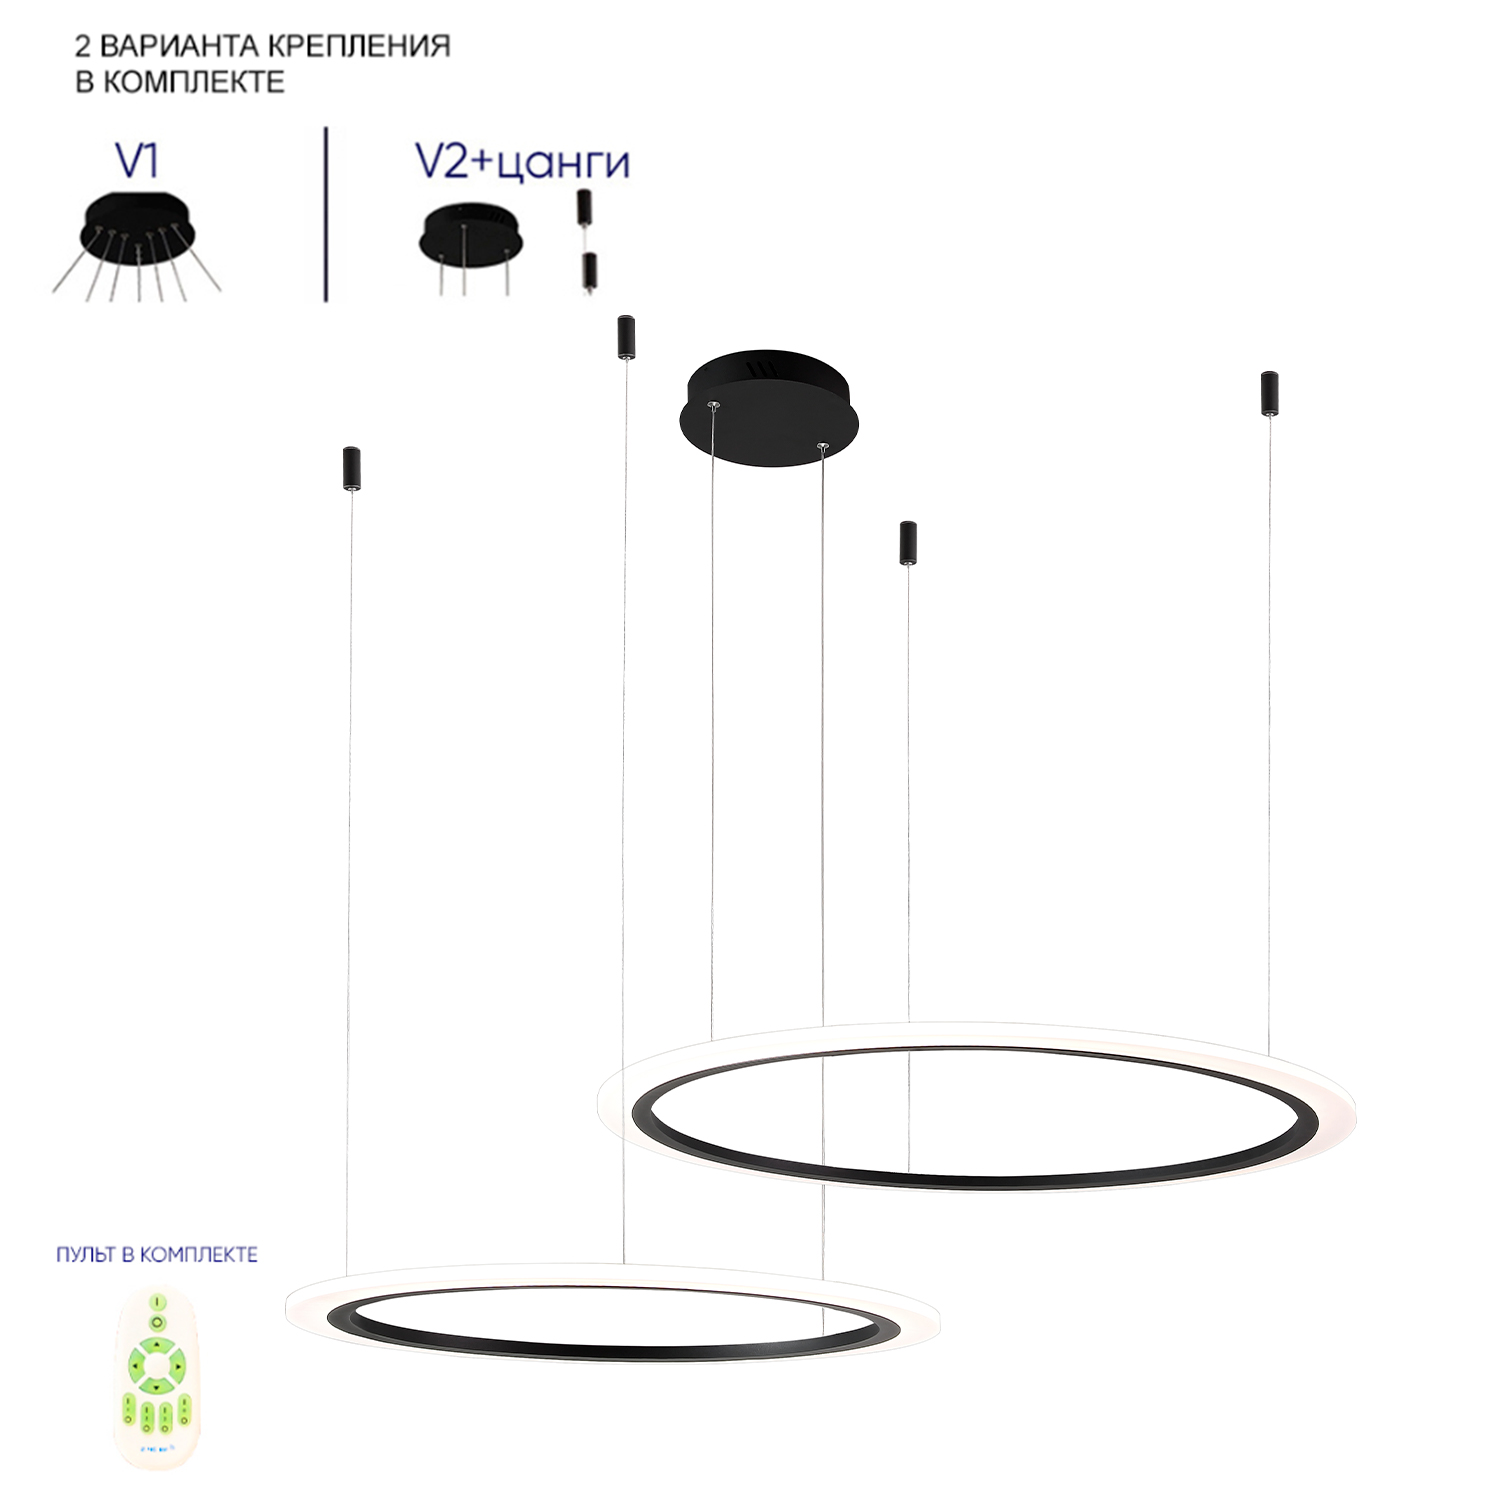 2 ВАРИАНТА КРЕПЛЕНИЯ
В КОМПЛЕКТЕ
V1
V2+цанги
ПУЛЬТ В КОМПЛЕКТЕ